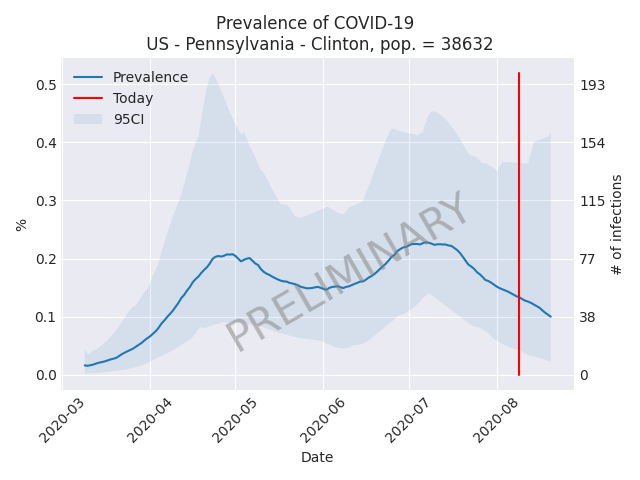 Prevalence of COVID-19
US - Pennsylvania - Clinton, pop. = 38632
Prevalence
Today
95CI
0.5
0.4
0.3
0.2
0.1
0.0
%
193
154
115
77
38
0
# of infections
PRELIMINARY
2020-03
2020-04
2020-05
2020-06
2020-07
2020-08
Date